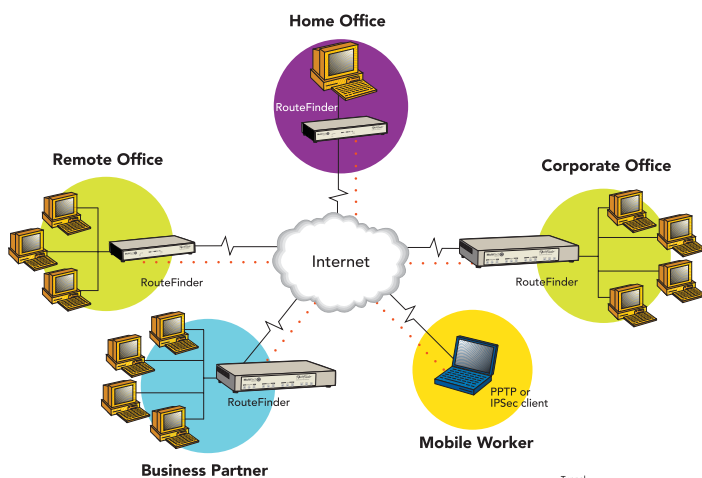 Home Office
RouteFinder
Remote Office
Corporate Office
Internet
RouteFinder
RouteFinder
RouteFinder
PPTP or
IPSec client
Mobile Worker
Business Partner